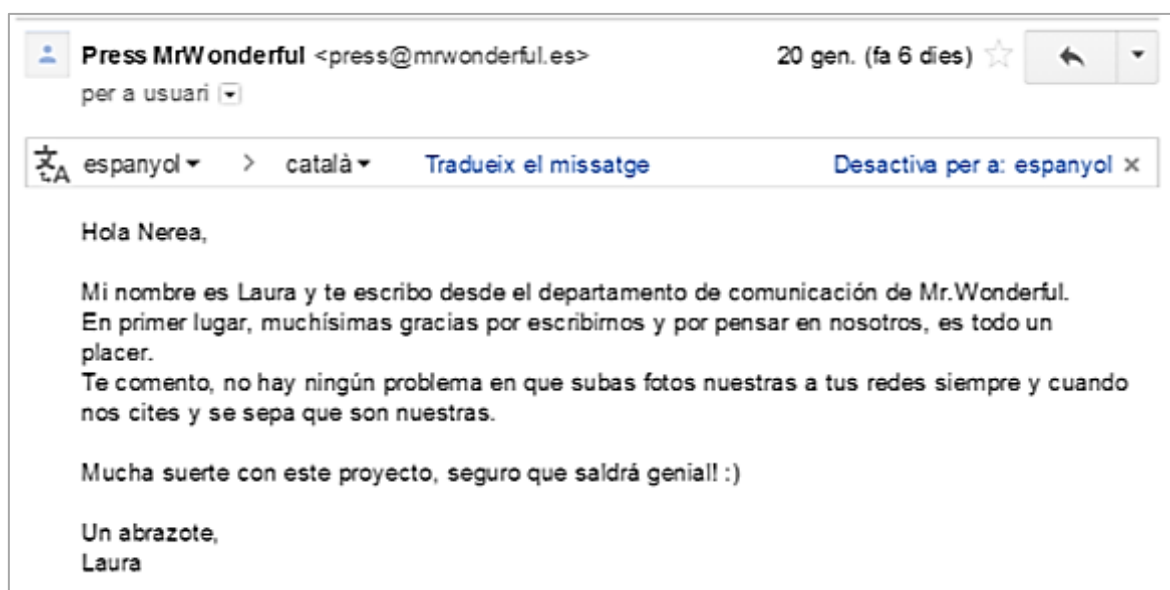 Press MrWonderful <press@mrwonderful.es> 20 gen. (fa 6 dies)
per a usuari
espanyol > català Tradueix el missatge Desactiva per a: espanyol ×
Hola Nerea,
Mi nombre es Laura y te escribo desde el departamento de comunicación de Mr.Wonderful.
En primer lugar, muchísimas gracias por escribirnos y por pensar en nosotros, es todo un
placer.
Te comento, no hay ningún problema en que subas fotos nuestras a tus redes siempre y cuando
nos cites y se sepa que son nuestras.
Mucha suerte con este proyecto, seguro que saldrá genial! :)
Un abrazote,
Laura